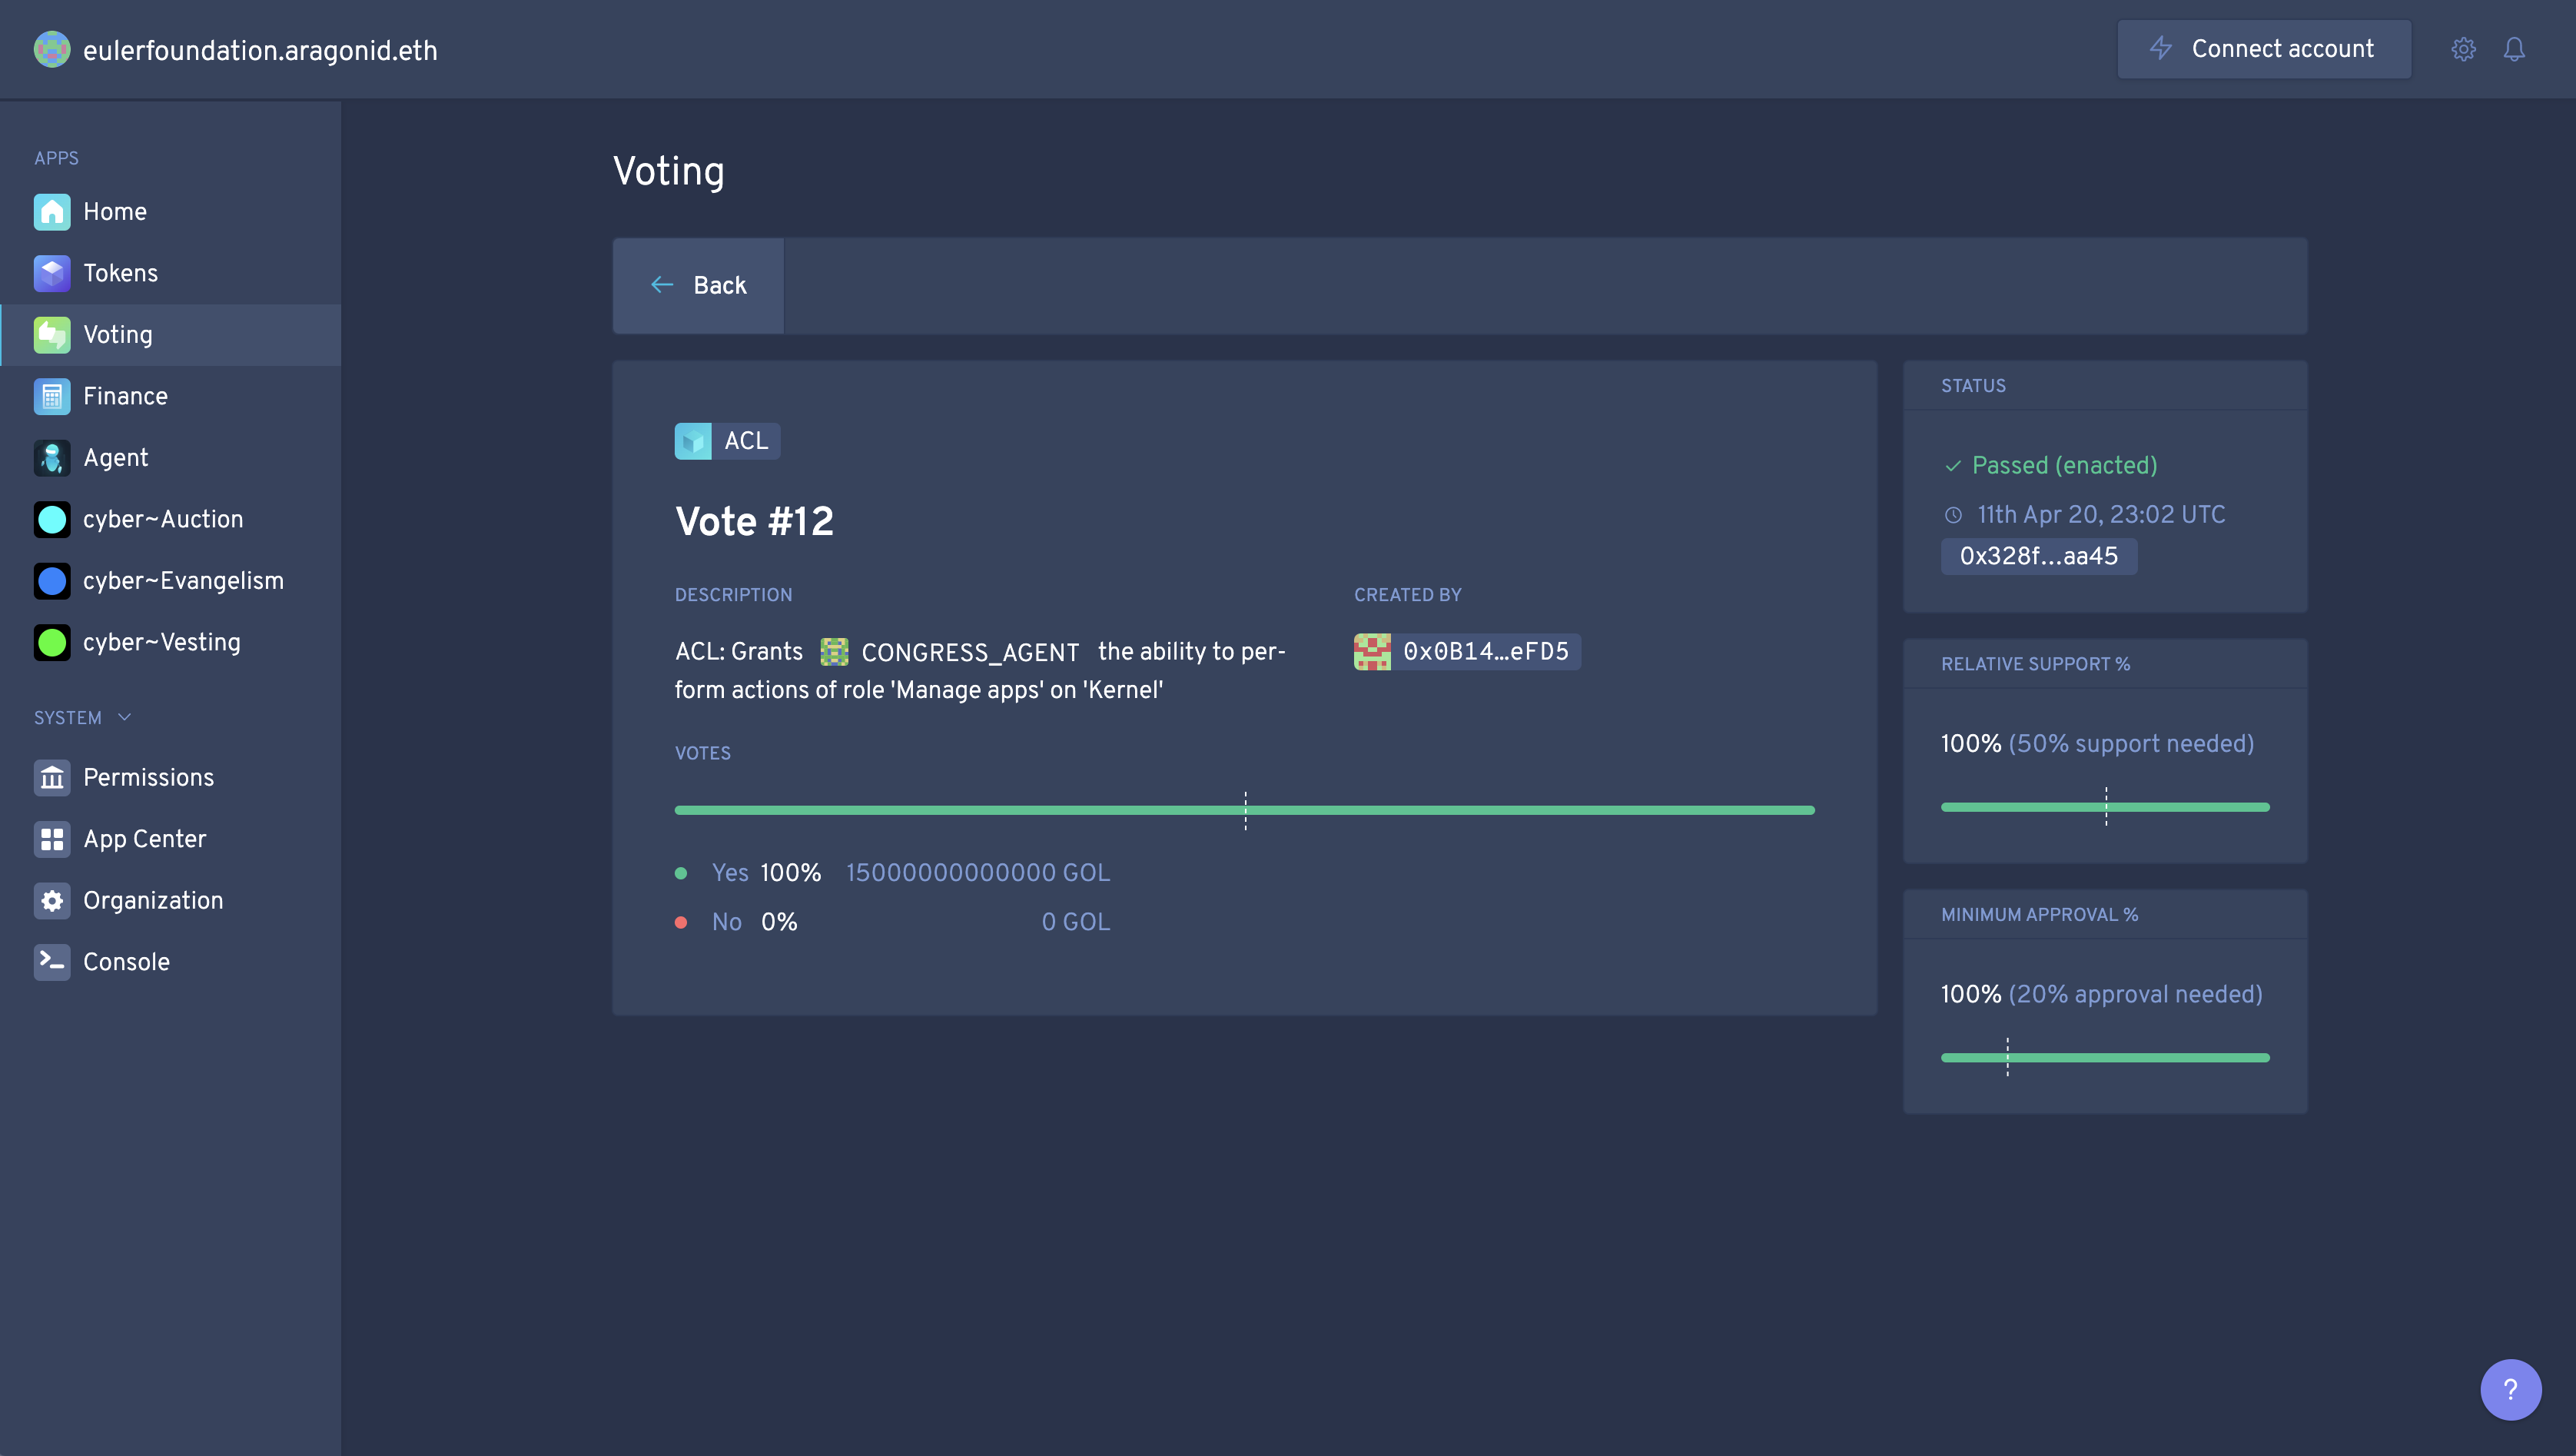 eulerfoundation.aragonid.eth
Connect account
APPS
Home
Tokens
Voting
Finance
Agent
cyber~Auction
cyber~Evangelism
cyber~Vesting
SYSTEM
Permissions
App Center
Organization
Console
Voting
Back
ACL
Vote #12
DESCRIPTION
ACL: Grants CONGRESS_AGENT the ability to per-
form actions of role 'Manage apps' on 'Kernel'
CREATED BY
0x0B14…eFD5
VOTES
Yes 100% 15000000000000 GOL
No 0% 0 GOL
STATUS
Passed (enacted)
11th Apr 20, 23:02 UTC
0x328f…aa45
RELATIVE SUPPORT %
100% (50% support needed)
MINIMUM APPROVAL %
100% (20% approval needed)
?